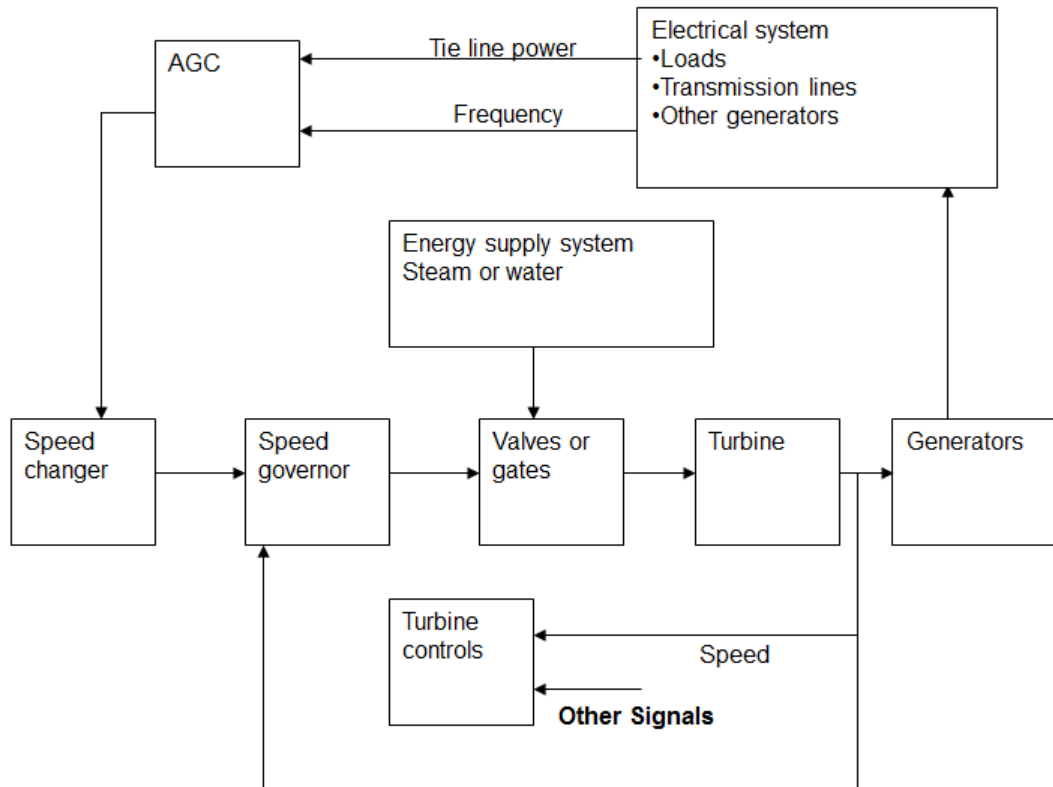 AGC
Tie line power
Frequency
Electrical system
•Loads
•Transmission lines
•Other generators
Energy supply system
Steam or water
Speed
changer
Speed
governor
Valves or
gates
Turbine
Generators
Turbine
controls
Speed
Other Signals